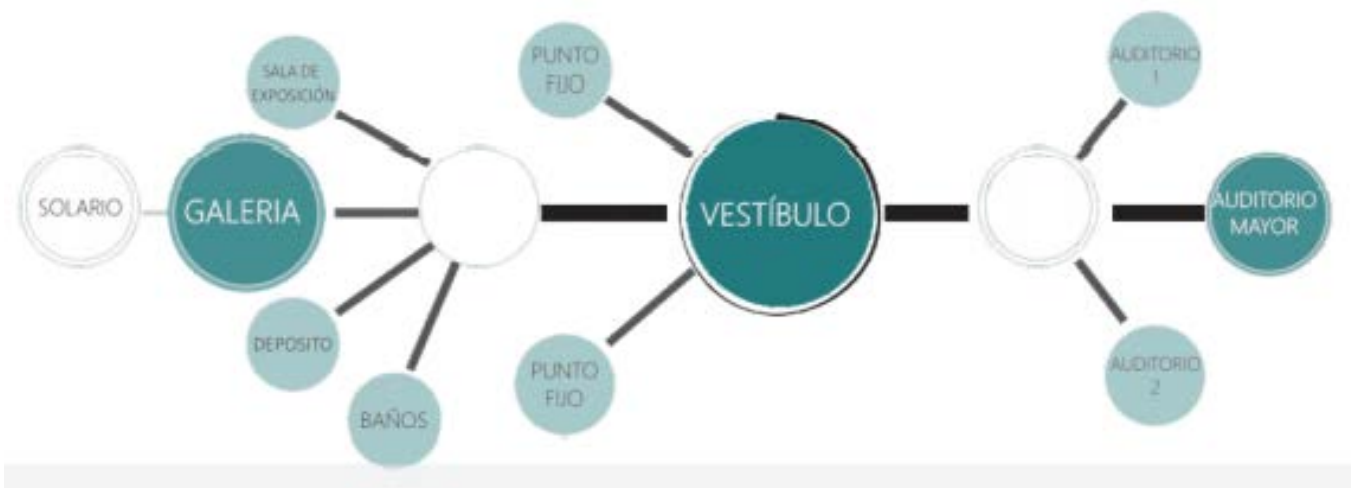 SALA DE
EXPOSICIÓN
PUNTO
FIJO
AUDITORIO
1
SOLARIO
GALERIA
VESTÍBULO
AUDITORIO
MAYOR
DEPOSITO
BAÑOS
PUNTO
FIJO
AUDITORIO
2